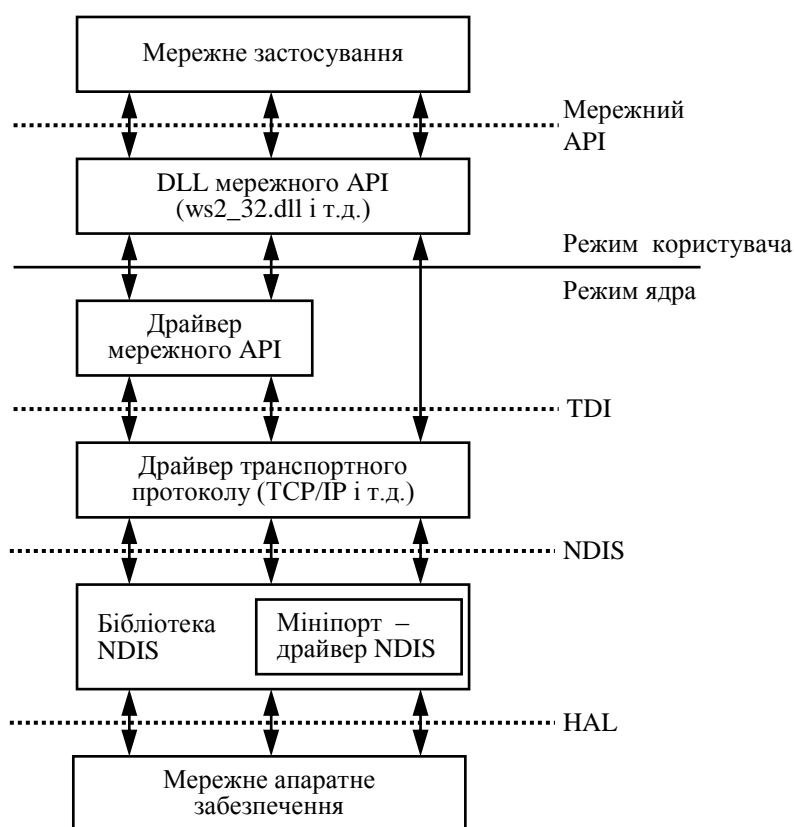 Мережне застосування
Мережний
API
DLL мережного API
(ws2_32.dll і т.д.)
Режим користувача
Режим ядра
Драйвер
мережного API
TDI
Драйвер транспортного
протоколу (TCP/IP і т.д.)
NDIS
Бібліотека
NDIS
Мініпорт –
драйвер NDIS
HAL
Мережне апаратне
забезпечення